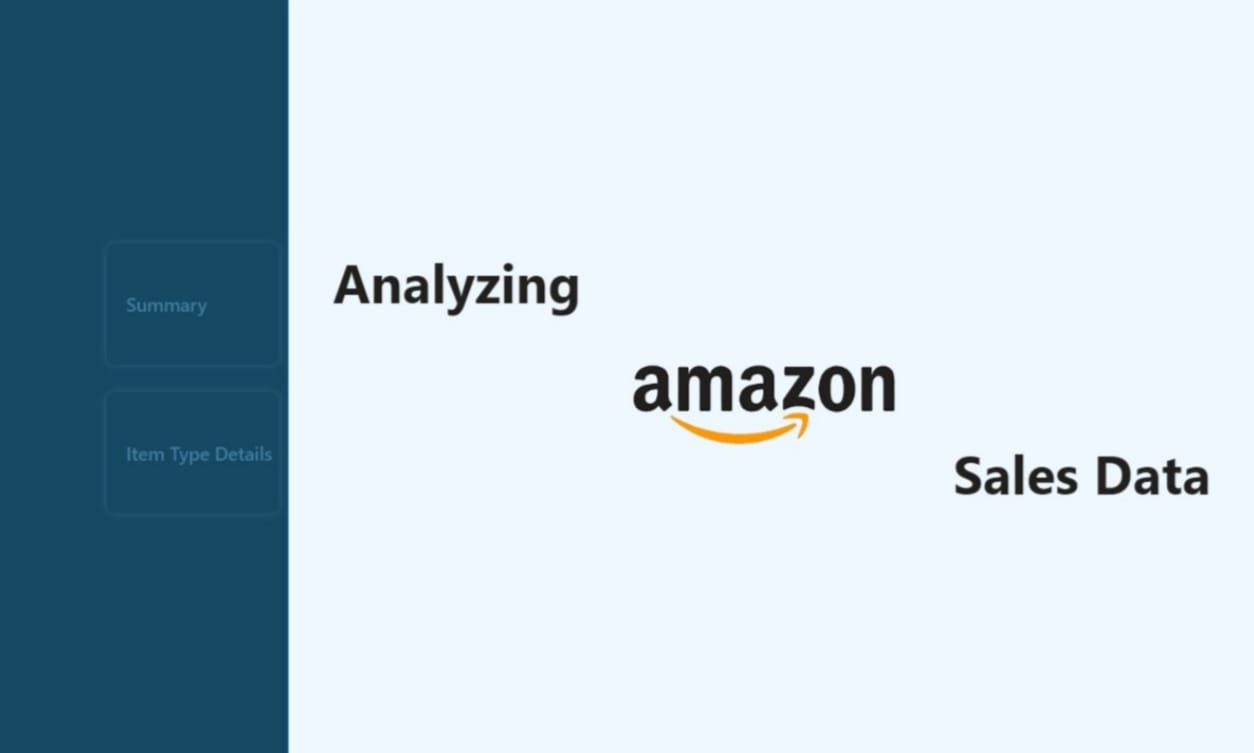 Summary
Item Type Details
Analyzing
amazon
Sales Data